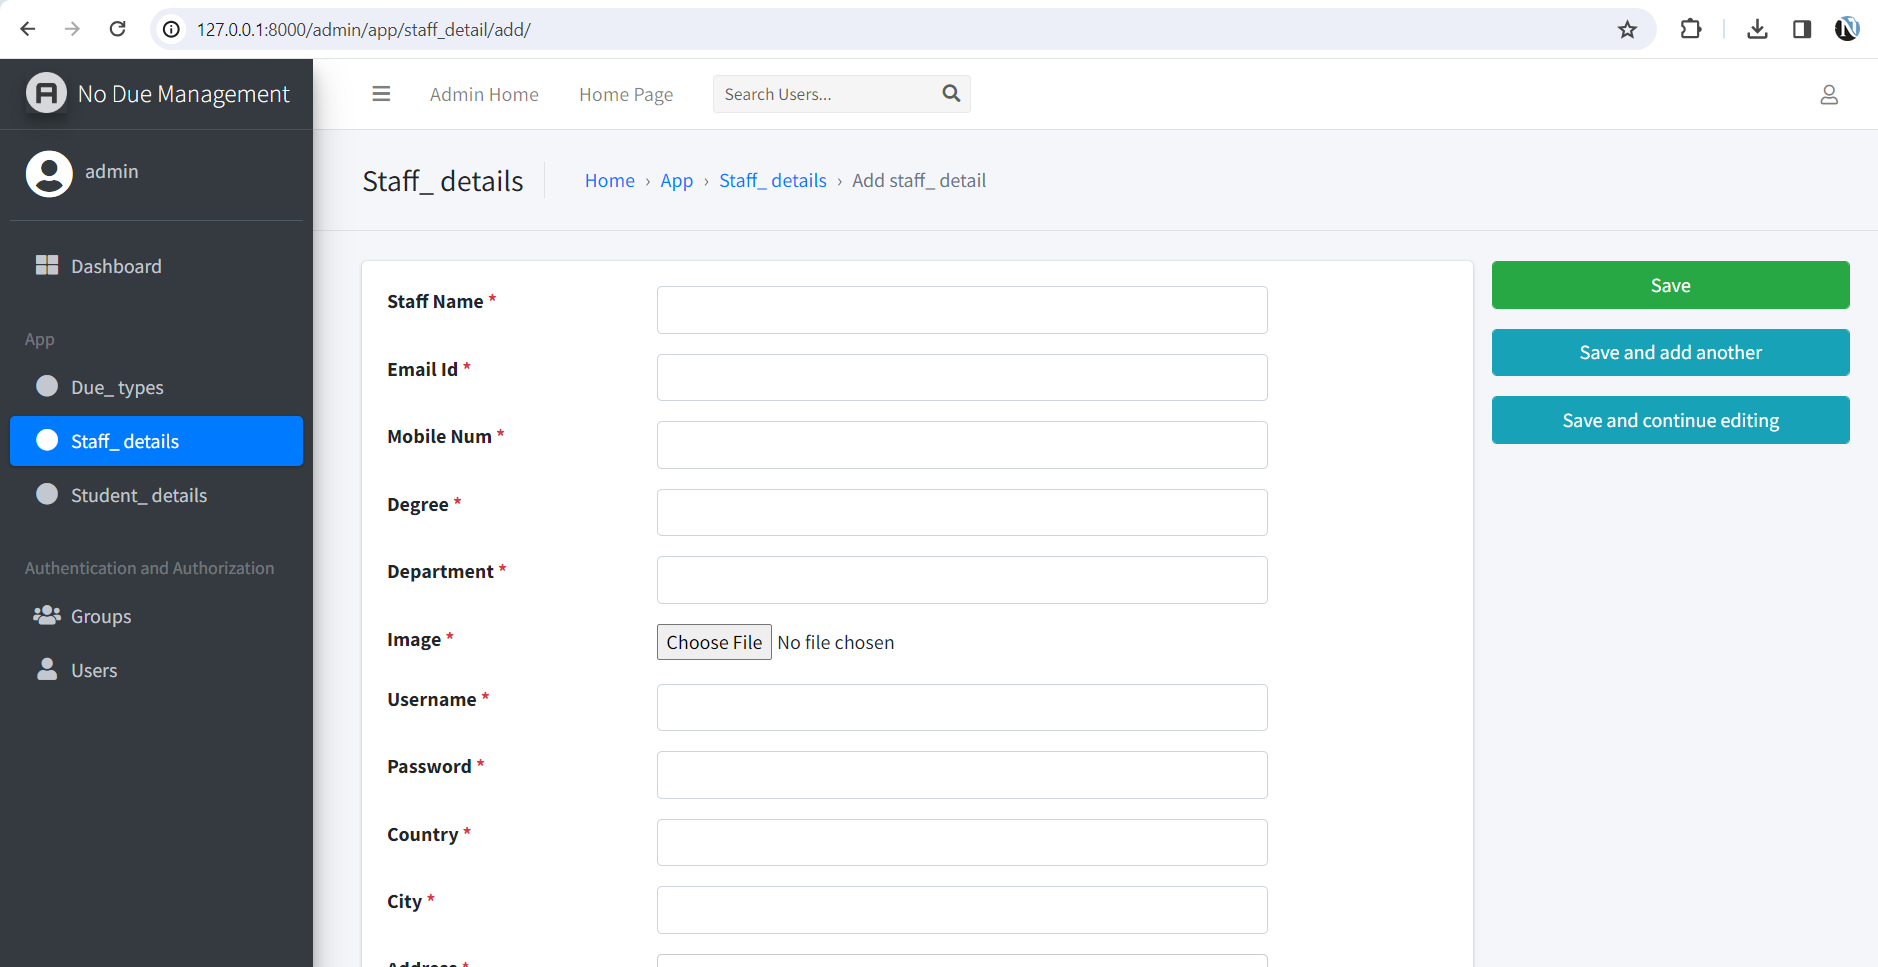 127.0.0.1:8000/admin/app/staff_detail/add/
No Due Management
Admin Home
Home Page
Search Users...
admin
Staff_ details
Home › App › Staff_ details › Add staff_ detail
Dashboard
App
Due_ types
Staff_ details
Student_ details
Authentication and Authorization
Groups
Users
Staff Name *
Email Id *
Mobile Num *
Degree *
Department *
Image *
Choose File No file chosen
Username *
Password *
Country *
City *
Address *
Save
Save and add another
Save and continue editing